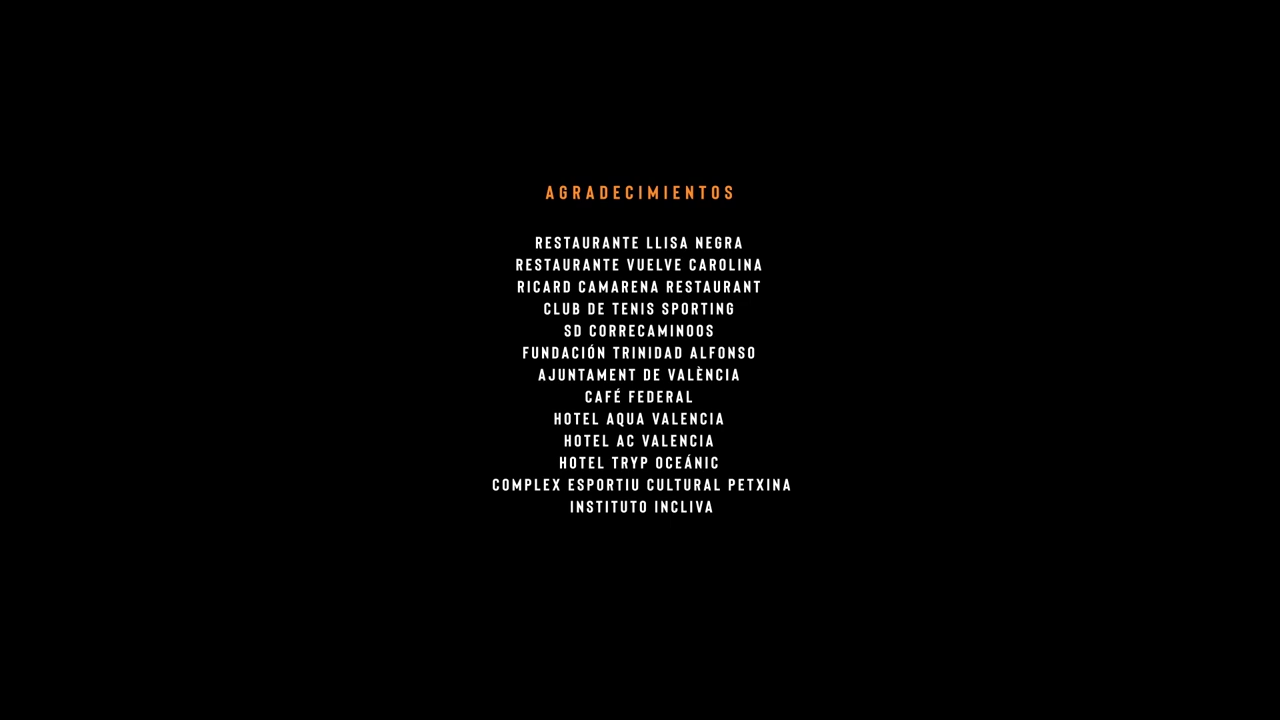 AGRADECIMIENTOS
RESTAURANTE LLISA NEGRA
RESTAURANTE VUELVE CAROLINA
RICARD CAMARENA RESTAURANT
CLUB DE TENIS SPORTING
SD CORRECAMINOOS
FUNDACIÓN TRINIDAD ALFONSO
AJUNTAMENT DE VALÈNCIA
CAFÉ FEDERAL
HOTEL AQUA VALENCIA
HOTEL AC VALENCIA
HOTEL TRYP OCEÁNIC
COMPLEX ESPORTIU CULTURAL PETXINA
INSTITUTO INCLIVA